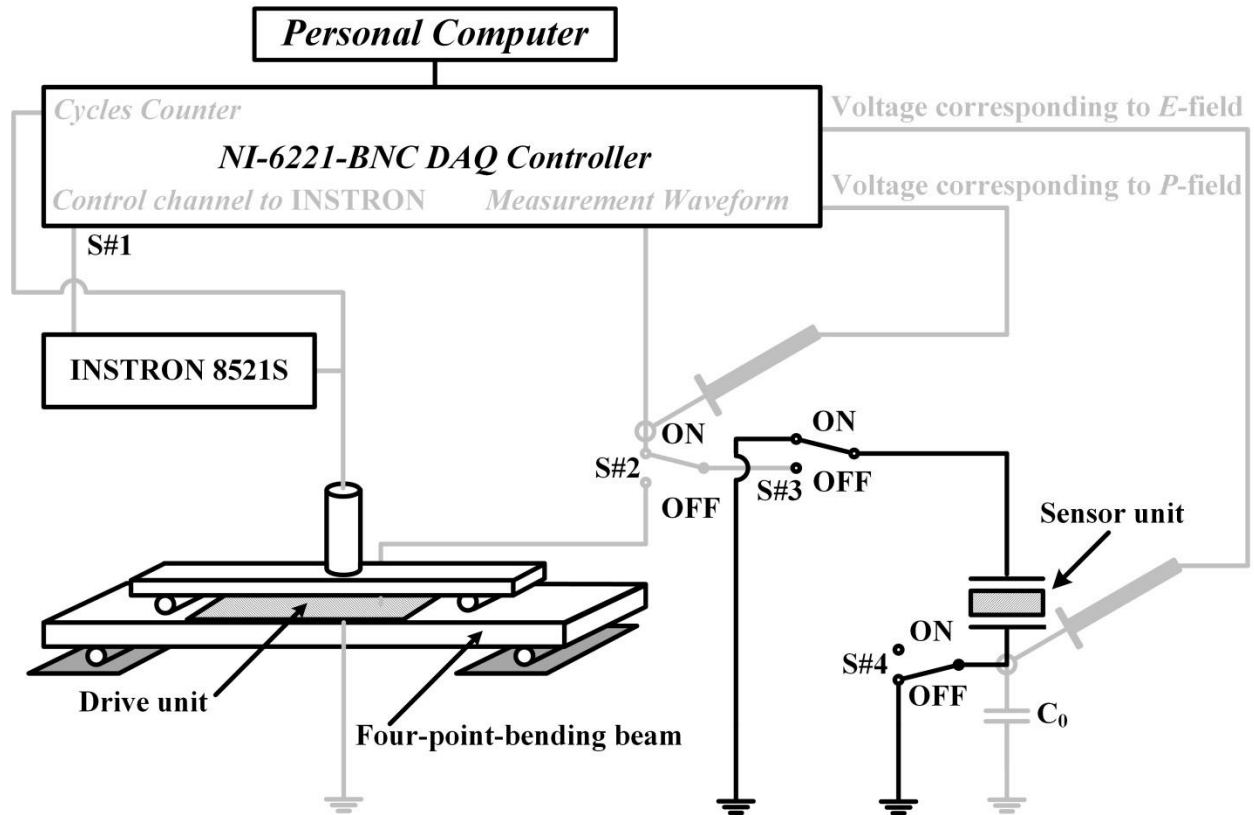 Personal Computer
Cycles Counter
NI-6221-BNC DAQ Controller
Control channel to INSTRON
Measurement Waveform
Voltage corresponding to E-field
Voltage corresponding to P-field
S#1
INSTRON 8521S
ON
S#2
OFF
ON
S#3
OFF
Sensor unit
ON
S#4
OFF
C₀
Drive unit
Four-point-bending beam